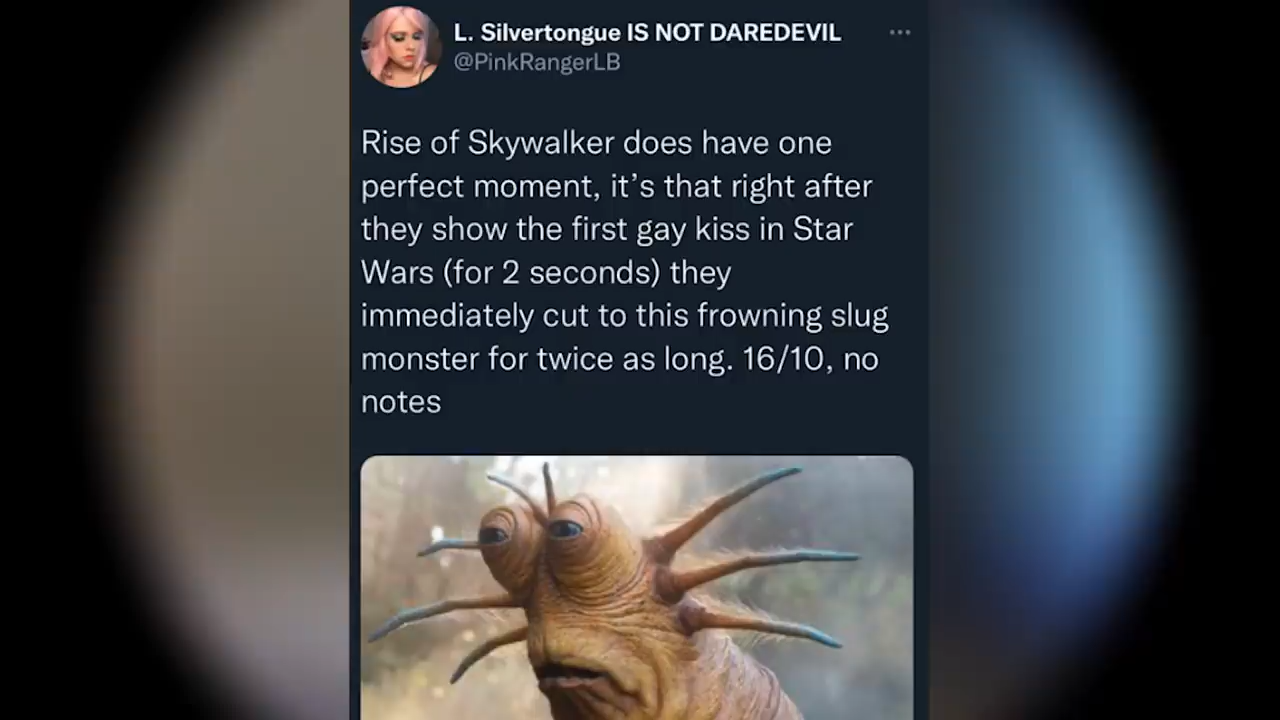 L. Silvertongue IS NOT DAREDEVIL
@PinkRangerLB
Rise of Skywalker does have one
perfect moment, it’s that right after
they show the first gay kiss in Star
Wars (for 2 seconds) they
immediately cut to this frowning slug
monster for twice as long. 16/10, no
notes